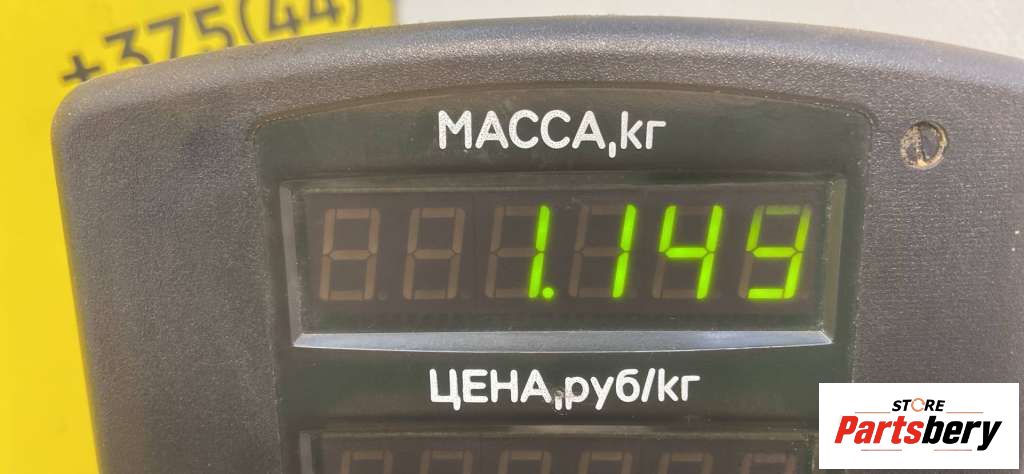 +375(44)
МАССА,кг
1.149
ЦЕНА,руб/кг
STORE
Partsbery